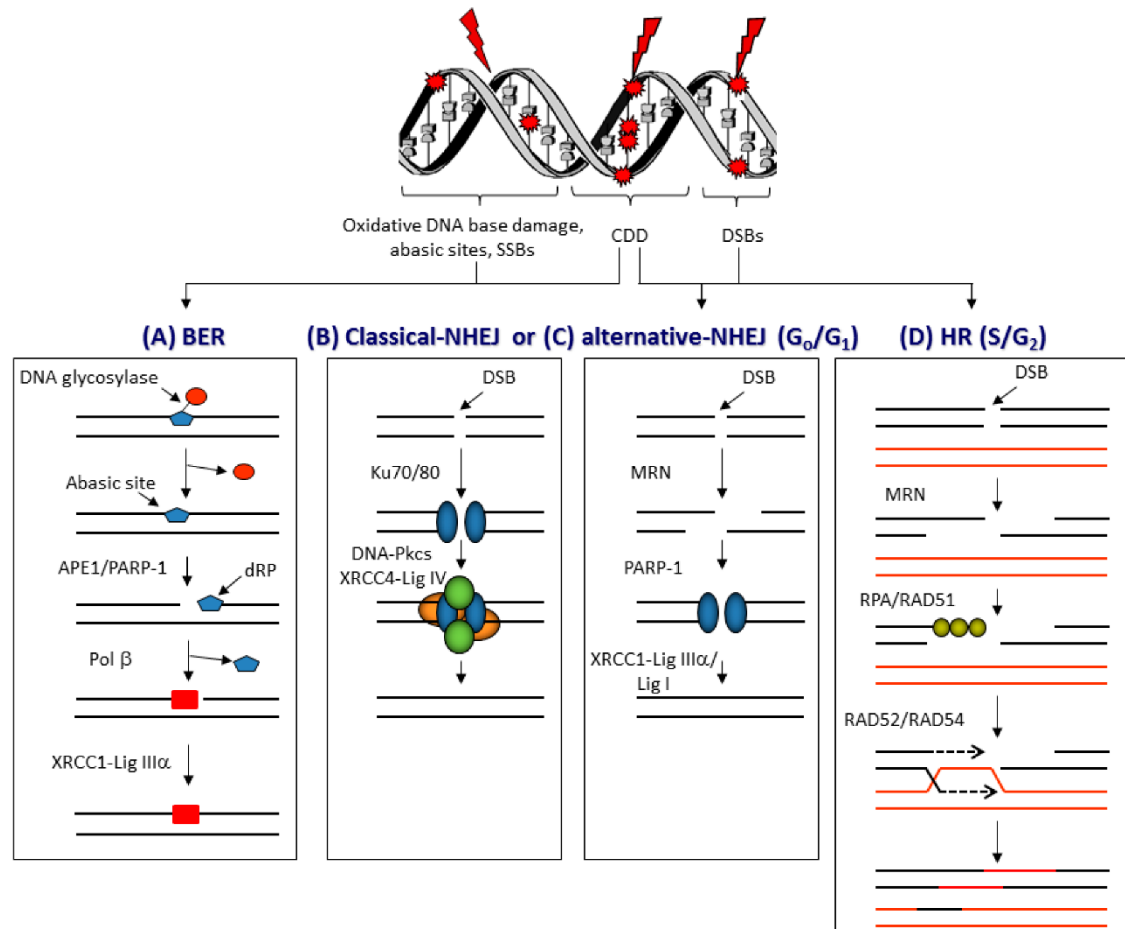 Oxidative DNA base damage,
abasic sites, SSBs
CDD
DSBs
(A) BER
(B) Classical-NHEJ or (C) alternative-NHEJ (G₀/G₁)
(D) HR (S/G₂)
DNA glycosylase
Abasic site
APE1/PARP-1
dRP
Pol β
XRCC1-Lig IIIα
DSB
Ku70/80
DNA-Pkcs
XRCC4-Lig IV
DSB
MRN
PARP-1
XRCC1-Lig IIIα/
Lig I
DSB
MRN
RPA/RAD51
RAD52/RAD54